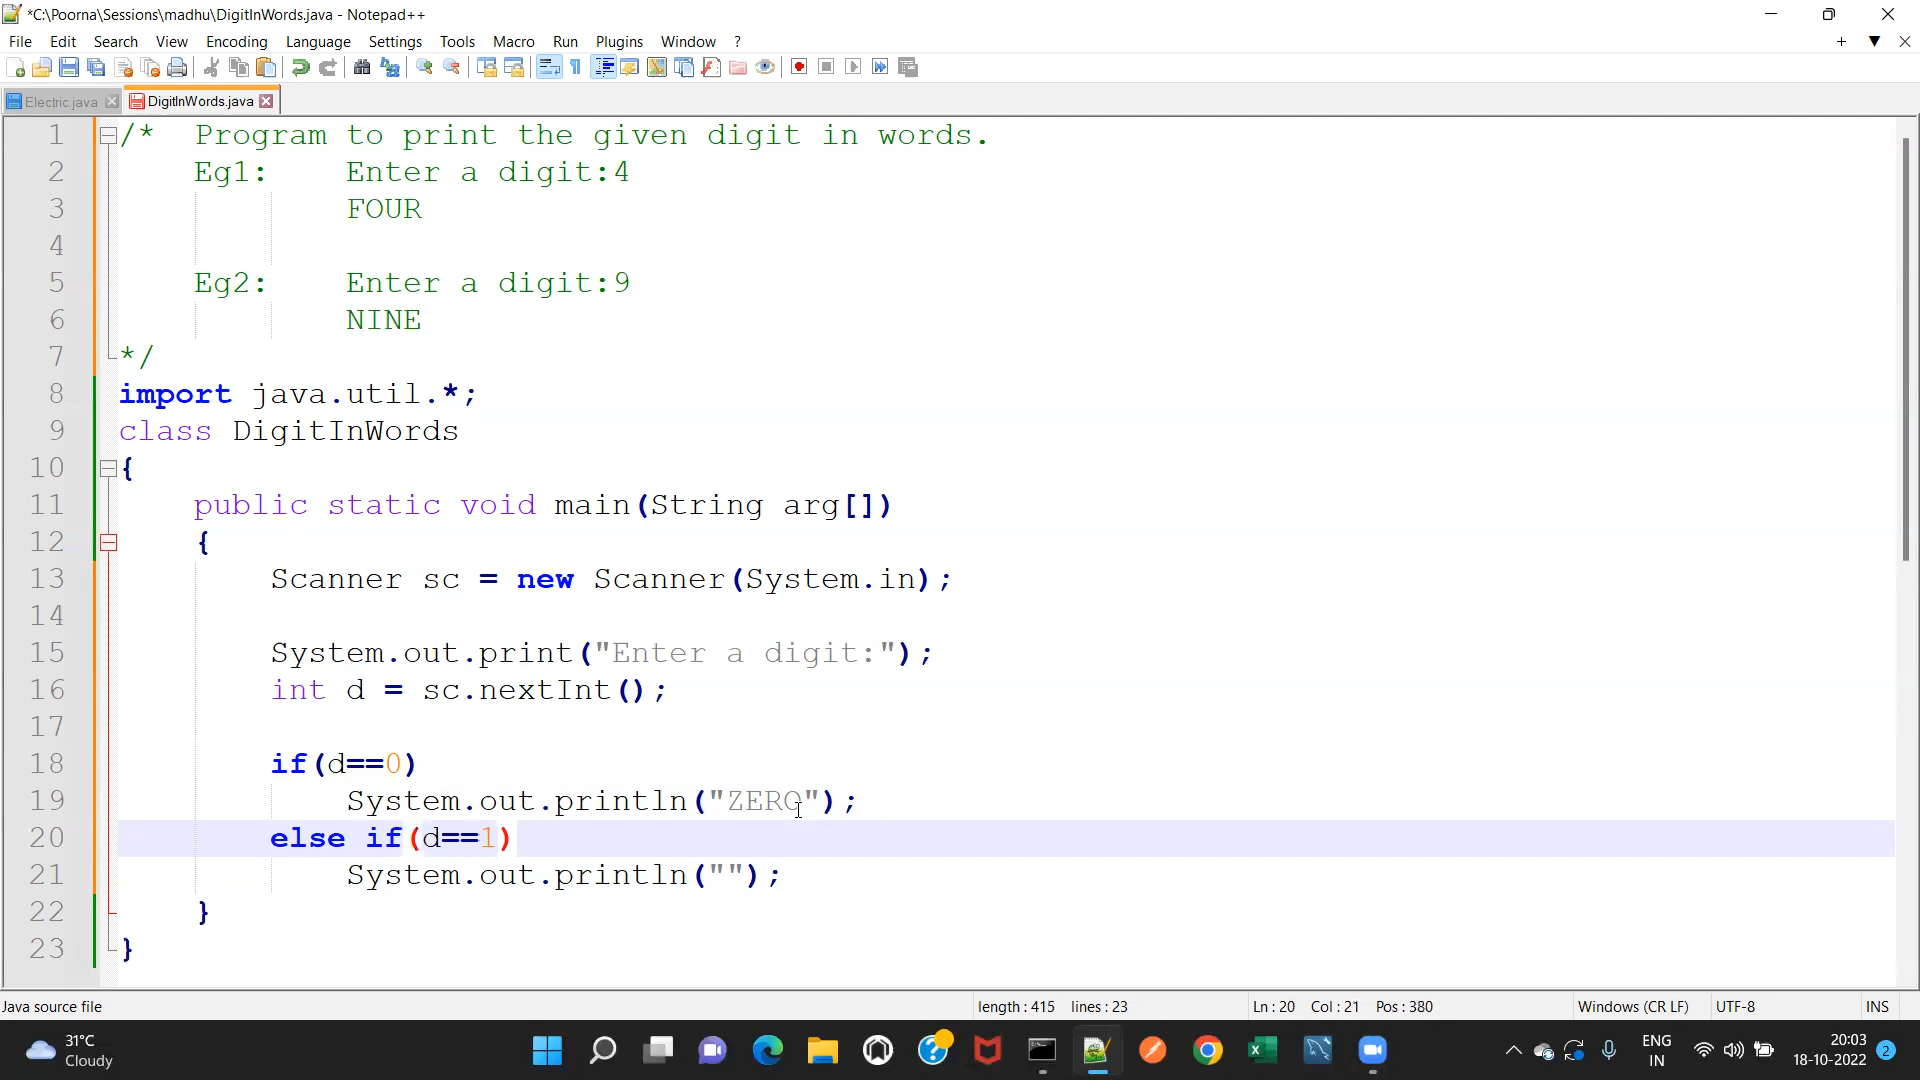 *C:\Poorna\Sessions\madhu\DigitInWords.java - Notepad++
File Edit Search View Encoding Language Settings Tools Macro Run Plugins Window ?
+ ▼ X
Electric.java DigitInWords.java
1 /* Program to print the given digit in words.
2 Eg1: Enter a digit:4
3 FOUR
4
5 Eg2: Enter a digit:9
6 NINE
7 */
8 import java.util.*;
9 class DigitInWords
10 {
11 public static void main(String arg[])
12 {
13 Scanner sc = new Scanner(System.in);
14
15 System.out.print("Enter a digit:");
16 int d = sc.nextInt();
17
18 if(d==0)
19 System.out.println("ZERO");
20 else if(d==1)
21 System.out.println("");
22 }
23 }
Java source file length : 415 lines : 23 Ln : 20 Col : 21 Pos : 380 Windows (CR LF) UTF-8 INS
31°C
Cloudy
ENG
IN
20:03
18-10-2022
2